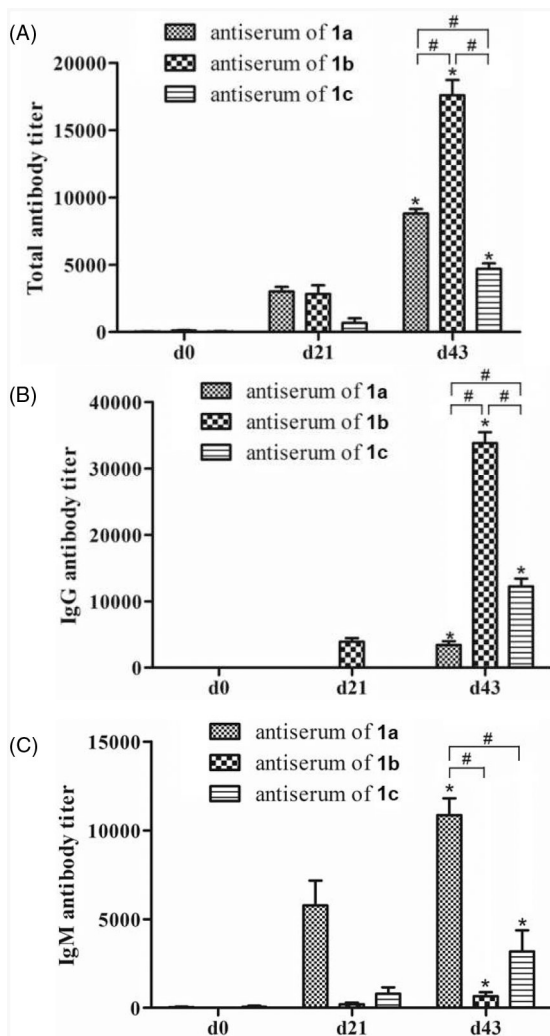 (A)
antiserum of 1a
antiserum of 1b
antiserum of 1c
#
# #
* * *
Total antibody titer
20000
15000
10000
5000
0
d0 d21 d43
(B)
antiserum of 1a
antiserum of 1b
antiserum of 1c
#
# #
* * *
IgG antibody titer
40000
30000
20000
10000
0
d0 d21 d43
(C)
antiserum of 1a
antiserum of 1b
antiserum of 1c
#
#
* * *
IgM antibody titer
15000
10000
5000
0
d0 d21 d43